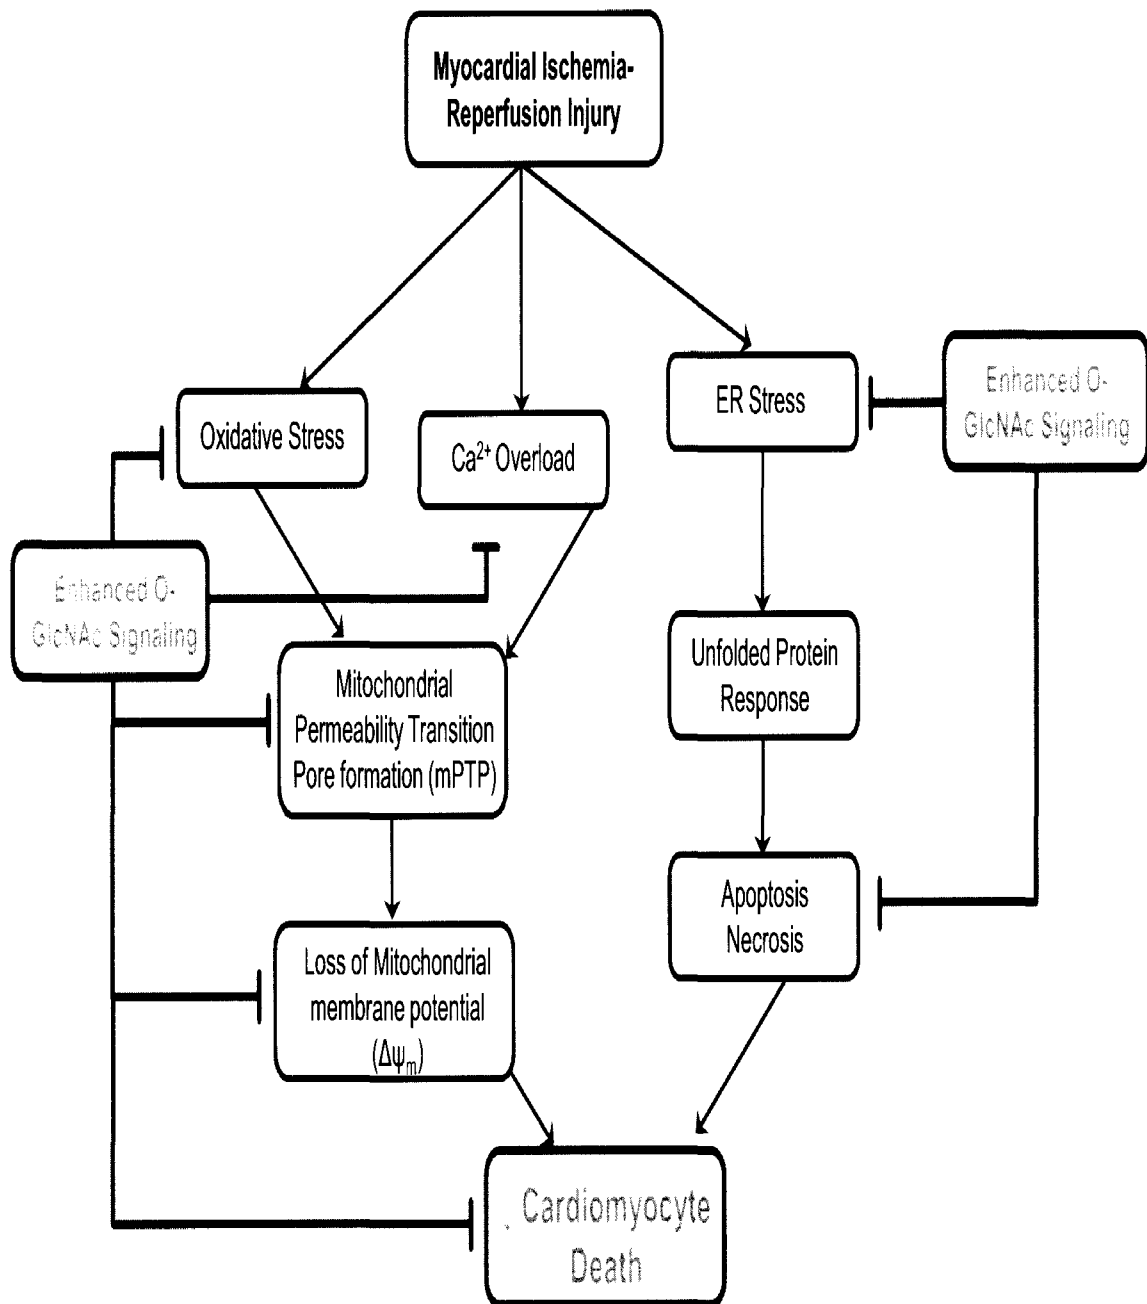 Myocardial Ischemia-
Reperfusion Injury
Oxidative Stress
Ca²⁺ Overload
ER Stress
Enhanced O-
GlcNAc Signaling
Enhanced O-
GlcNAc Signaling
Mitochondrial
Permeability Transition
Pore formation (mPTP)
Unfolded Protein
Response
Loss of Mitochondrial
membrane potential
(Δψₘ)
Apoptosis
Necrosis
Cardiomyocyte
Death